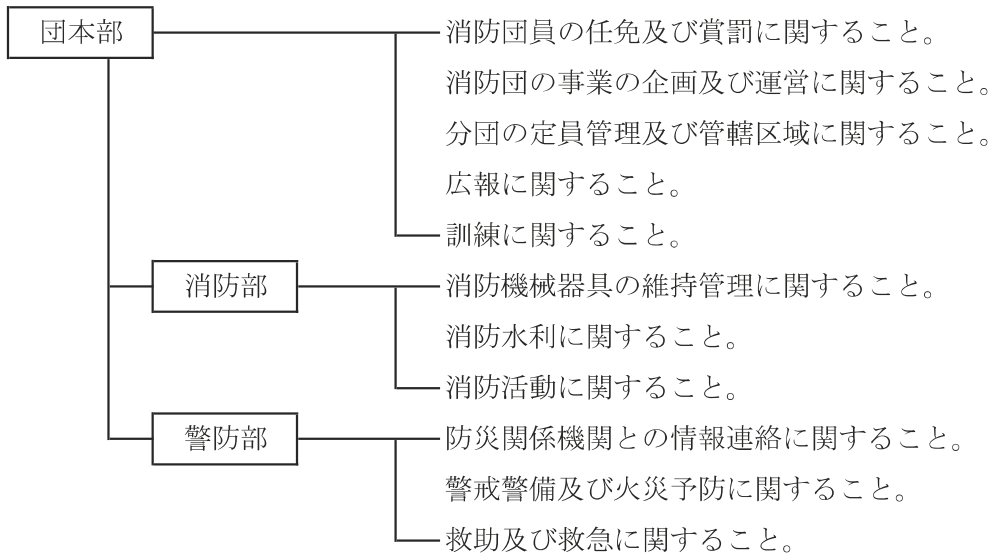 団本部
消防団員の任免及び賞罰に関すること。
消防団の事業の企画及び運営に関すること。
分団の定員管理及び管轄区域に関すること。
広報に関すること。
訓練に関すること。
消防部
消防機械器具の維持管理に関すること。
消防水利に関すること。
消防活動に関すること。
警防部
防災関係機関との情報連絡に関すること。
警戒警備及び火災予防に関すること。
救助及び救急に関すること。